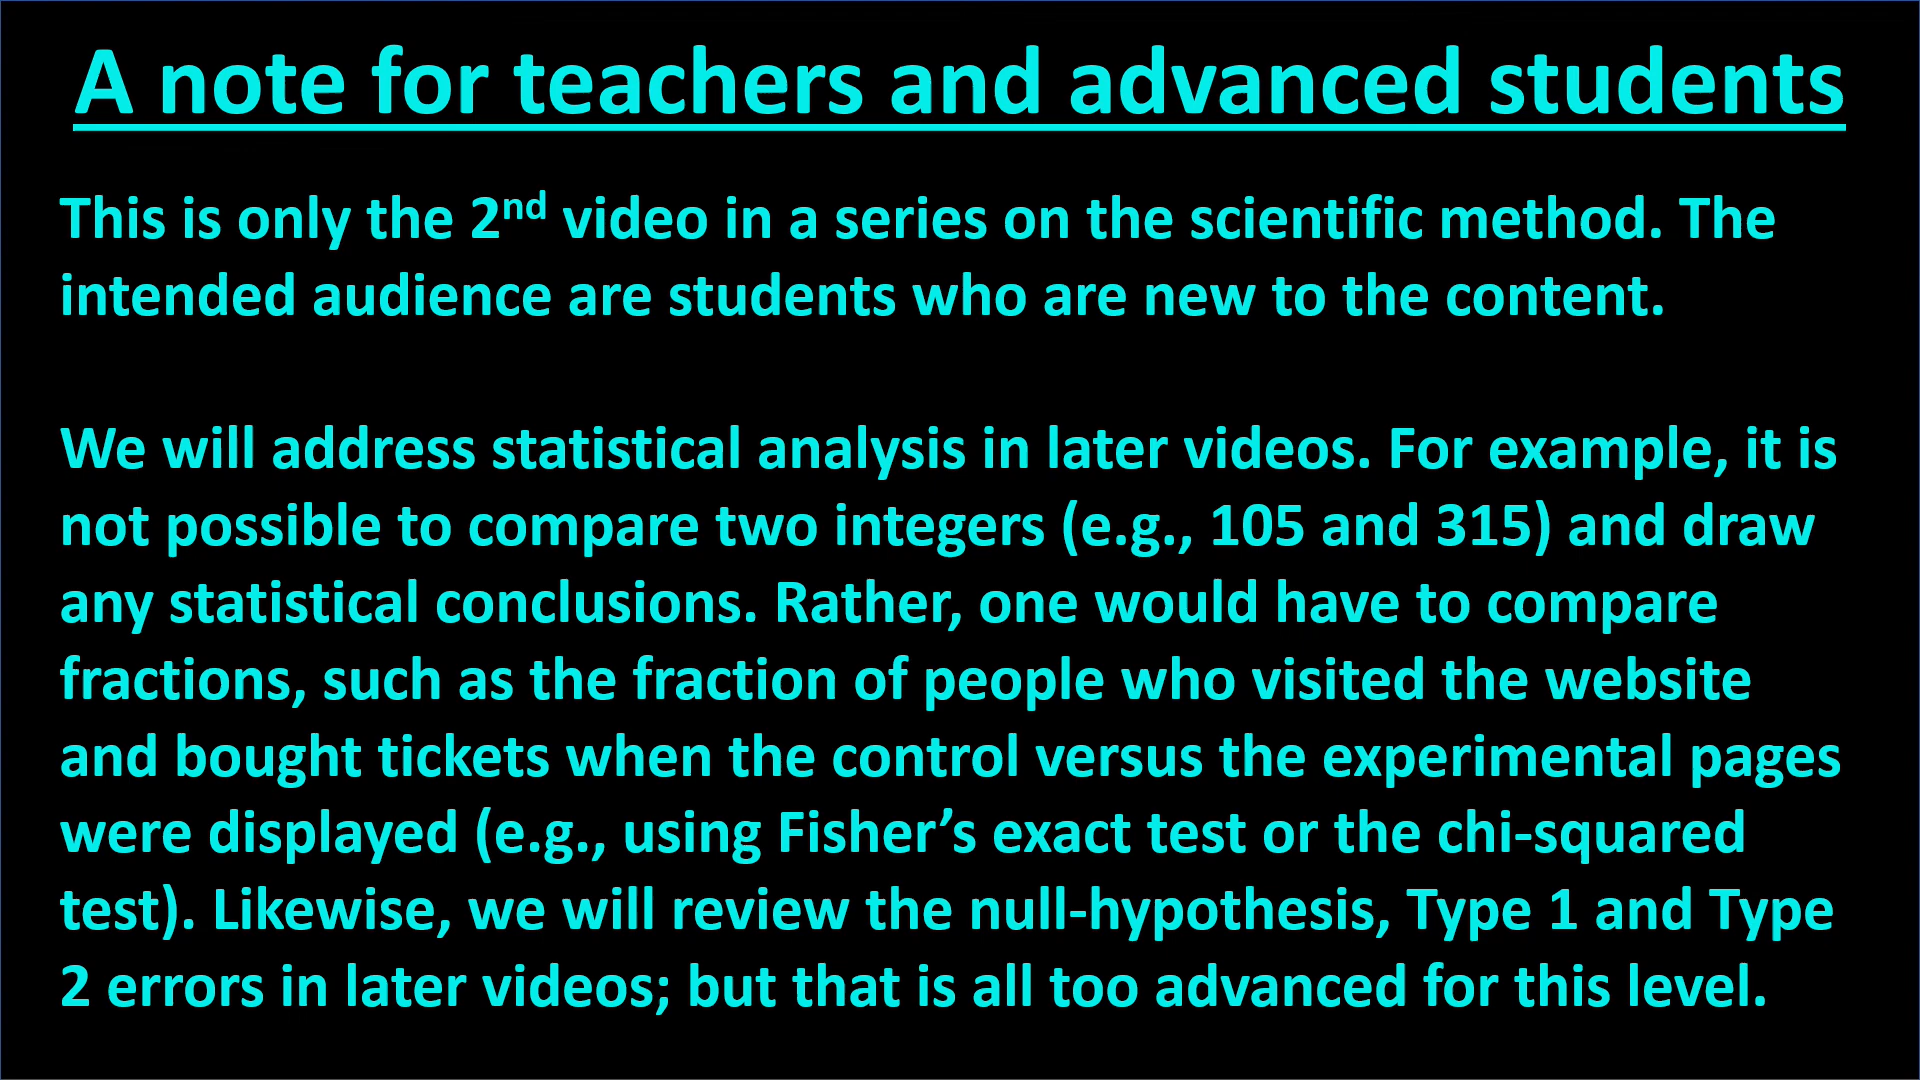 A note for teachers and advanced students
This is only the 2nd video in a series on the scientific method. The
intended audience are students who are new to the content.
We will address statistical analysis in later videos. For example, it is
not possible to compare two integers (e.g., 105 and 315) and draw
any statistical conclusions. Rather, one would have to compare
fractions, such as the fraction of people who visited the website
and bought tickets when the control versus the experimental pages
were displayed (e.g., using Fisher’s exact test or the chi-squared
test). Likewise, we will review the null-hypothesis, Type 1 and Type
2 errors in later videos; but that is all too advanced for this level.